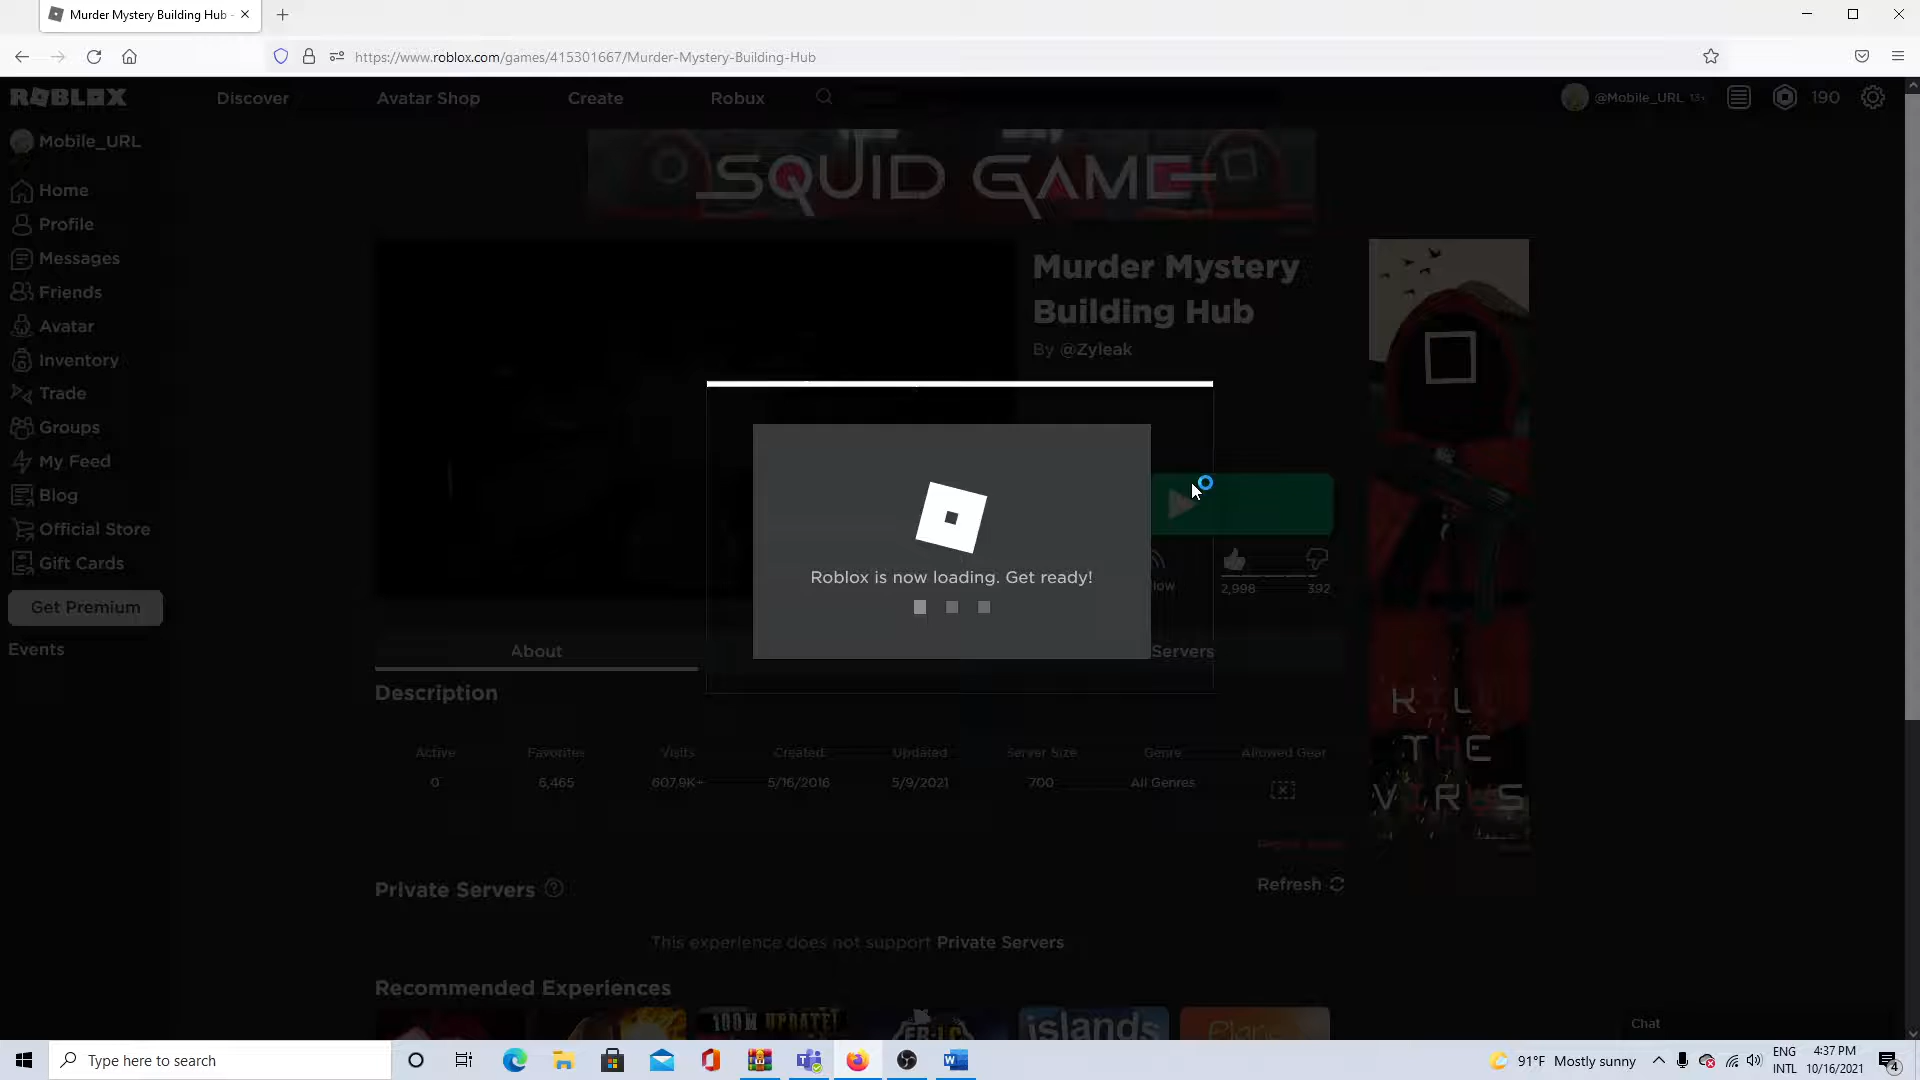 Murder Mystery Building Hub -
https://www.roblox.com/games/415301667/Murder-Mystery-Building-Hub
ROBLOX
Discover
Avatar Shop
Create
Robux
@Mobile_URL 13+
190
Mobile_URL
Home
Profile
Messages
Friends
Avatar
Inventory
Trade
Groups
My Feed
Blog
Official Store
Gift Cards
Get Premium
Events
SQUID GAME
Murder Mystery
Building Hub
By @Zyleak
Roblox is now loading. Get ready!
2,998
392
About
Servers
Description
Active
Favorites
Visits
Created
Updated
Server Size
Genre
Allowed Gear
0
6,465
607.9K+
5/16/2016
5/9/2021
700
All Genres
Private Servers
Refresh
This experience does not support Private Servers
Recommended Experiences
100M UPDATE!
islands
K L
THE
VIRUS
Chat
Type here to search
91°F Mostly sunny
ENG
INTL
4:37 PM
10/16/2021
4